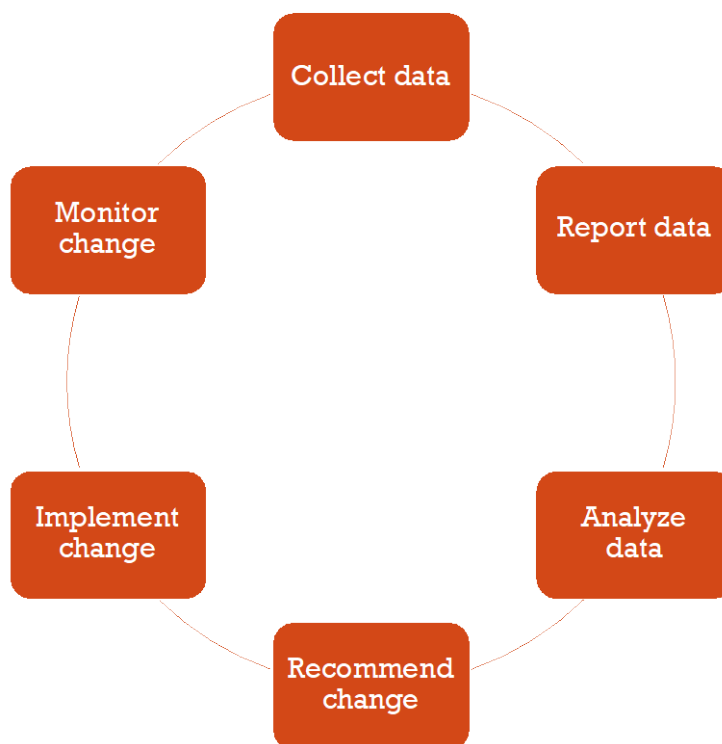 Collect data
Report data
Analyze
data
Recommend
change
Implement
change
Monitor
change